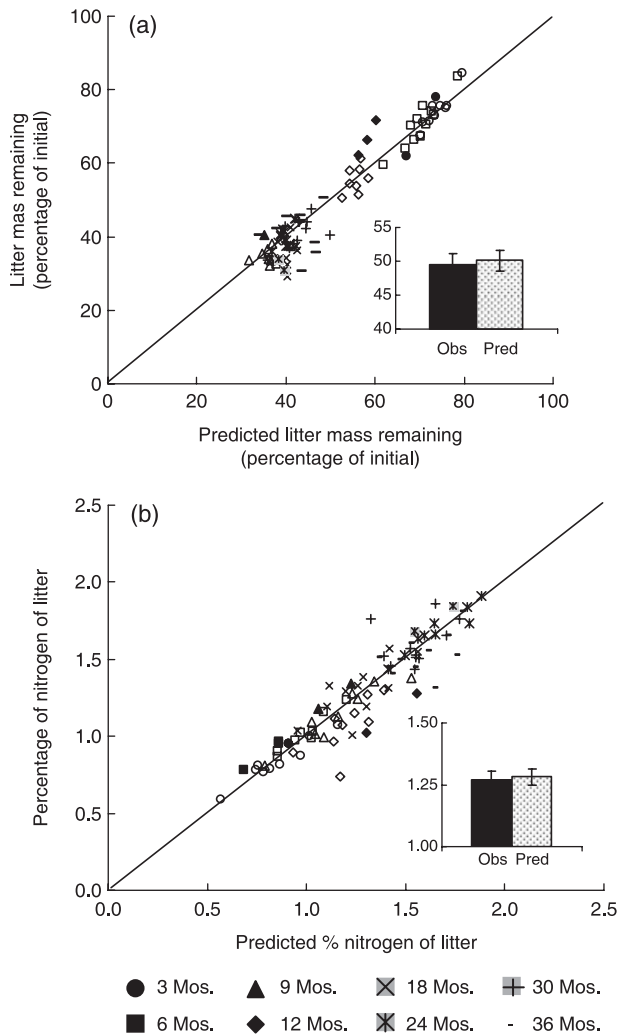 (a)
100
80
60
40
20
0
Litter mas remaining
(percentage of initial)
55
50
45
40
Obs Pred
0 20 40 60 80 100
Predicted litter mass remaining
(percentage of initial)
(b)
2.5
2.0
1.5
1.0
0.5
0.0
Percentage of nitrogen of litter
1.50
1.25
1.00
Obs Pred
0.0 0.5 1.0 1.5 2.0 2.5
Predicted % nitrogen of litter
3 Mos. 9 Mos. 18 Mos. 30 Mos.
6 Mos. 12 Mos. 24 Mos. 36 Mos.